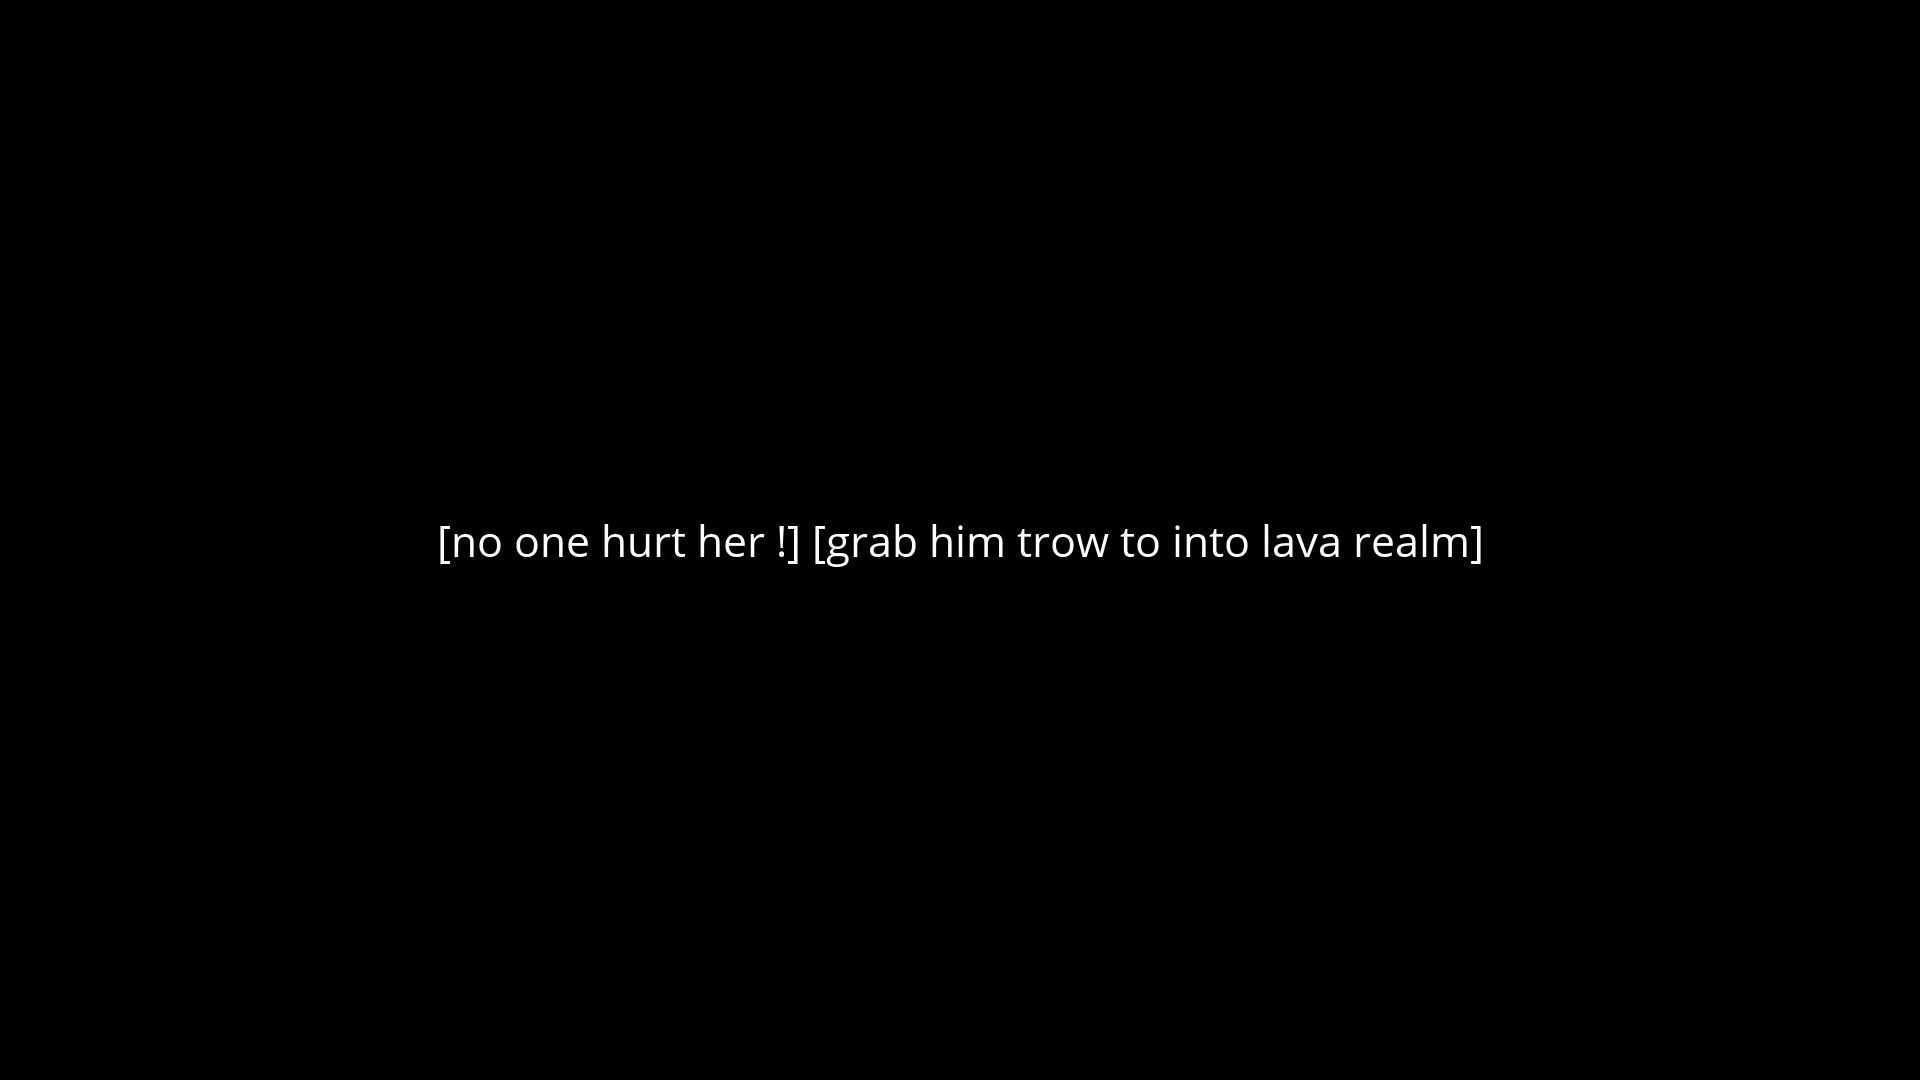 [no one hurt her !] [grab him trow to into lava realm]